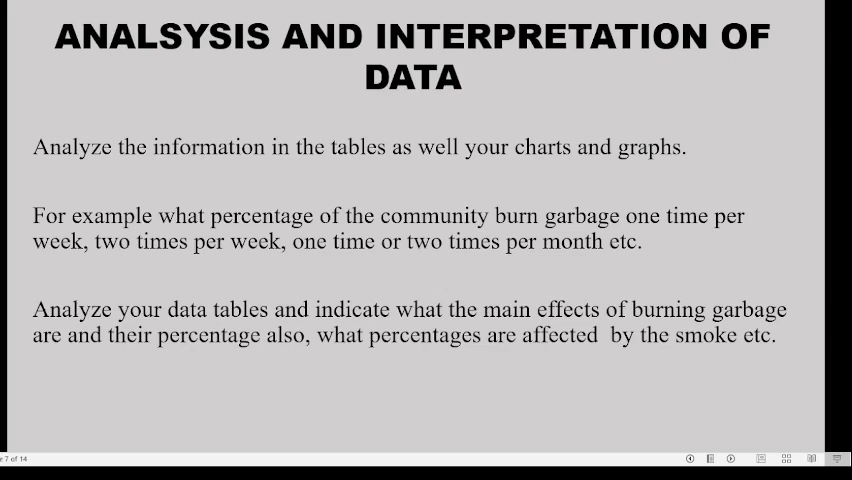 ANALSYSIS AND INTERPRETATION OF
DATA
Analyze the information in the tables as well your charts and graphs.
For example what percentage of the community burn garbage one time per
week, two times per week, one time or two times per month etc.
Analyze your data tables and indicate what the main effects of burning garbage
are and their percentage also, what percentages are affected  by the smoke etc.
7 of 14